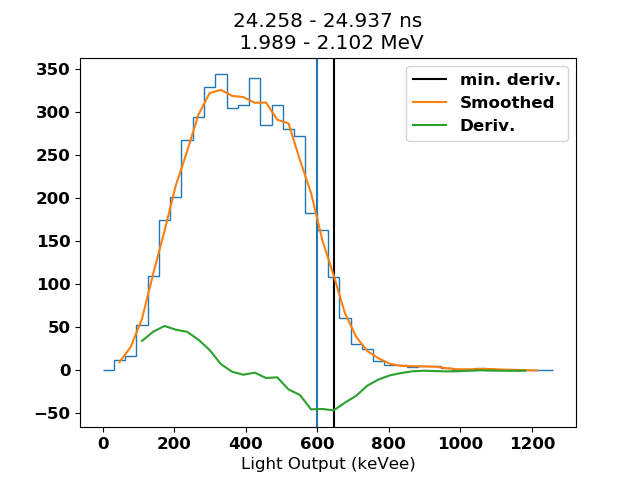 24.258 - 24.937 ns
1.989 - 2.102 MeV
min. deriv.
Smoothed
Deriv.
350
300
250
200
150
100
50
0
−50
0 200 400 600 800 1000 1200
Light Output (keVee)